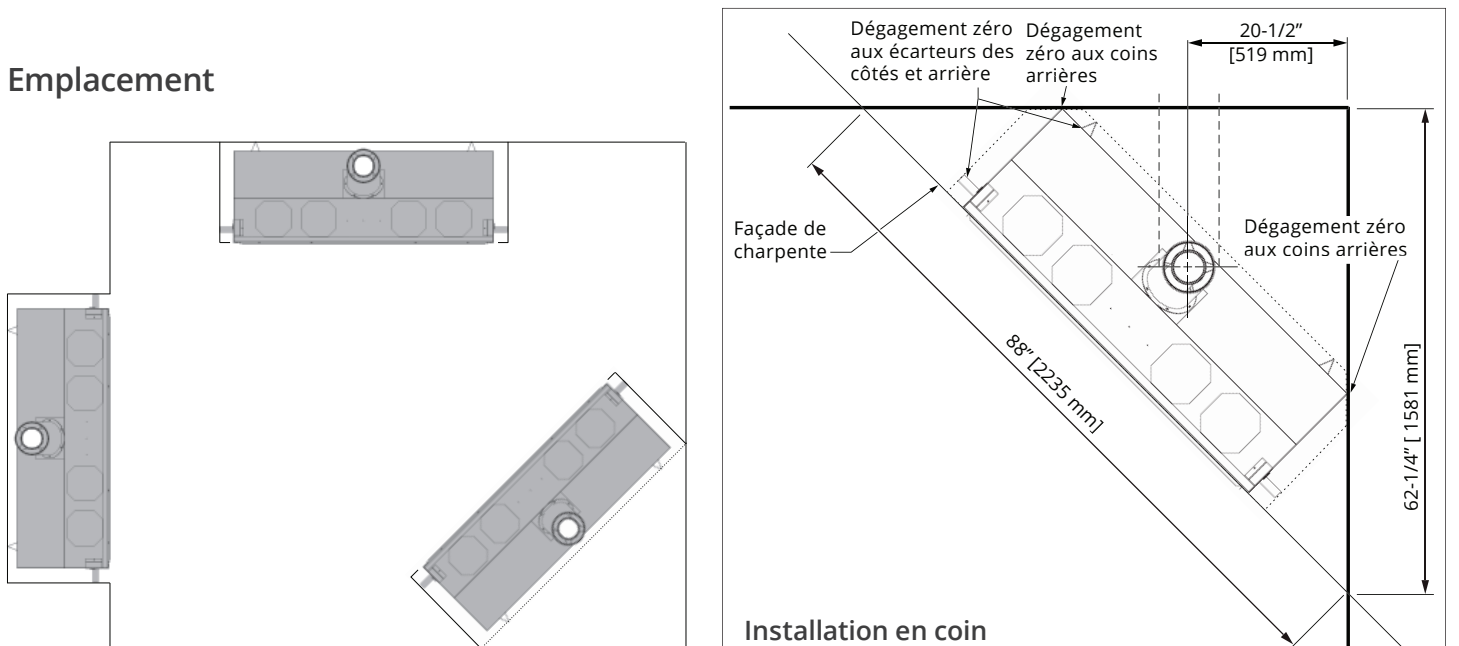 Emplacement
Dégagement zéro
aux écarteurs des
côtés et arrière
Dégagement
zéro aux coins
arrières
20-1/2"
[519 mm]
Façade de
charpente
Dégagement zéro
aux coins arrières
88" [2235 mm]
62-1/4" [ 1581 mm]
Installation en coin